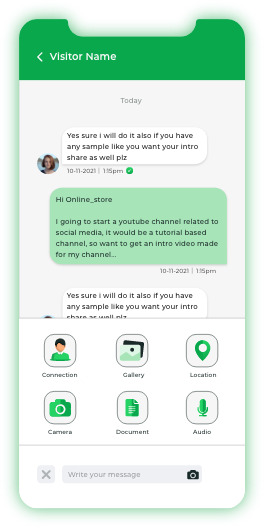 Visitor Name
Today
Yes sure i will do it also if you have
any sample like you want your intro
share as well plz
10-11-2021 | 1:15pm
Hi Online_store
I going to start a youtube channel related to
social media, it would be a tutorial based
channel, so want to get an intro video made
for my channel...
10-11-2021 | 1:15pm
Yes sure i will do it also if you have
any sample like you want your intro
share as well plz
Connection Gallery Location
Camera Document Audio
Write your message